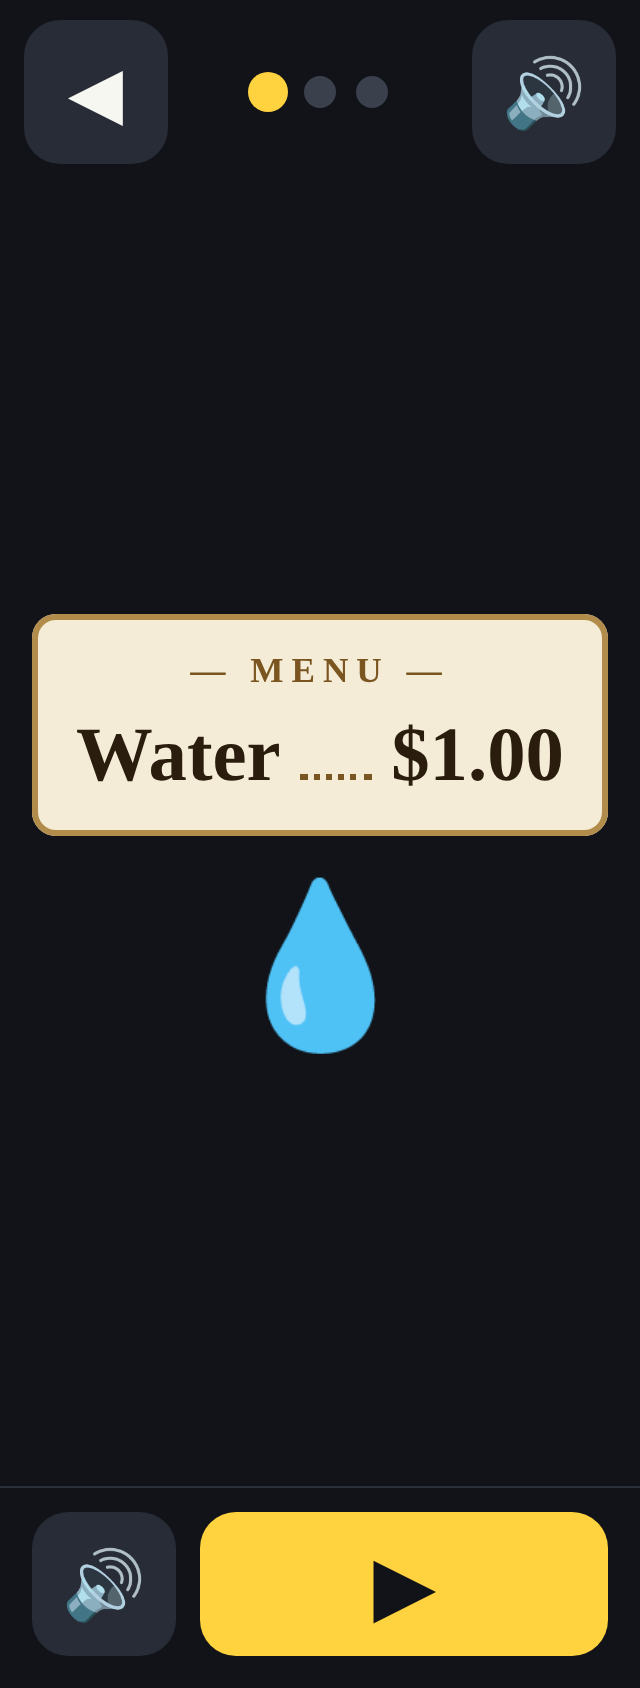 — MENU —
Water ...... $1.00